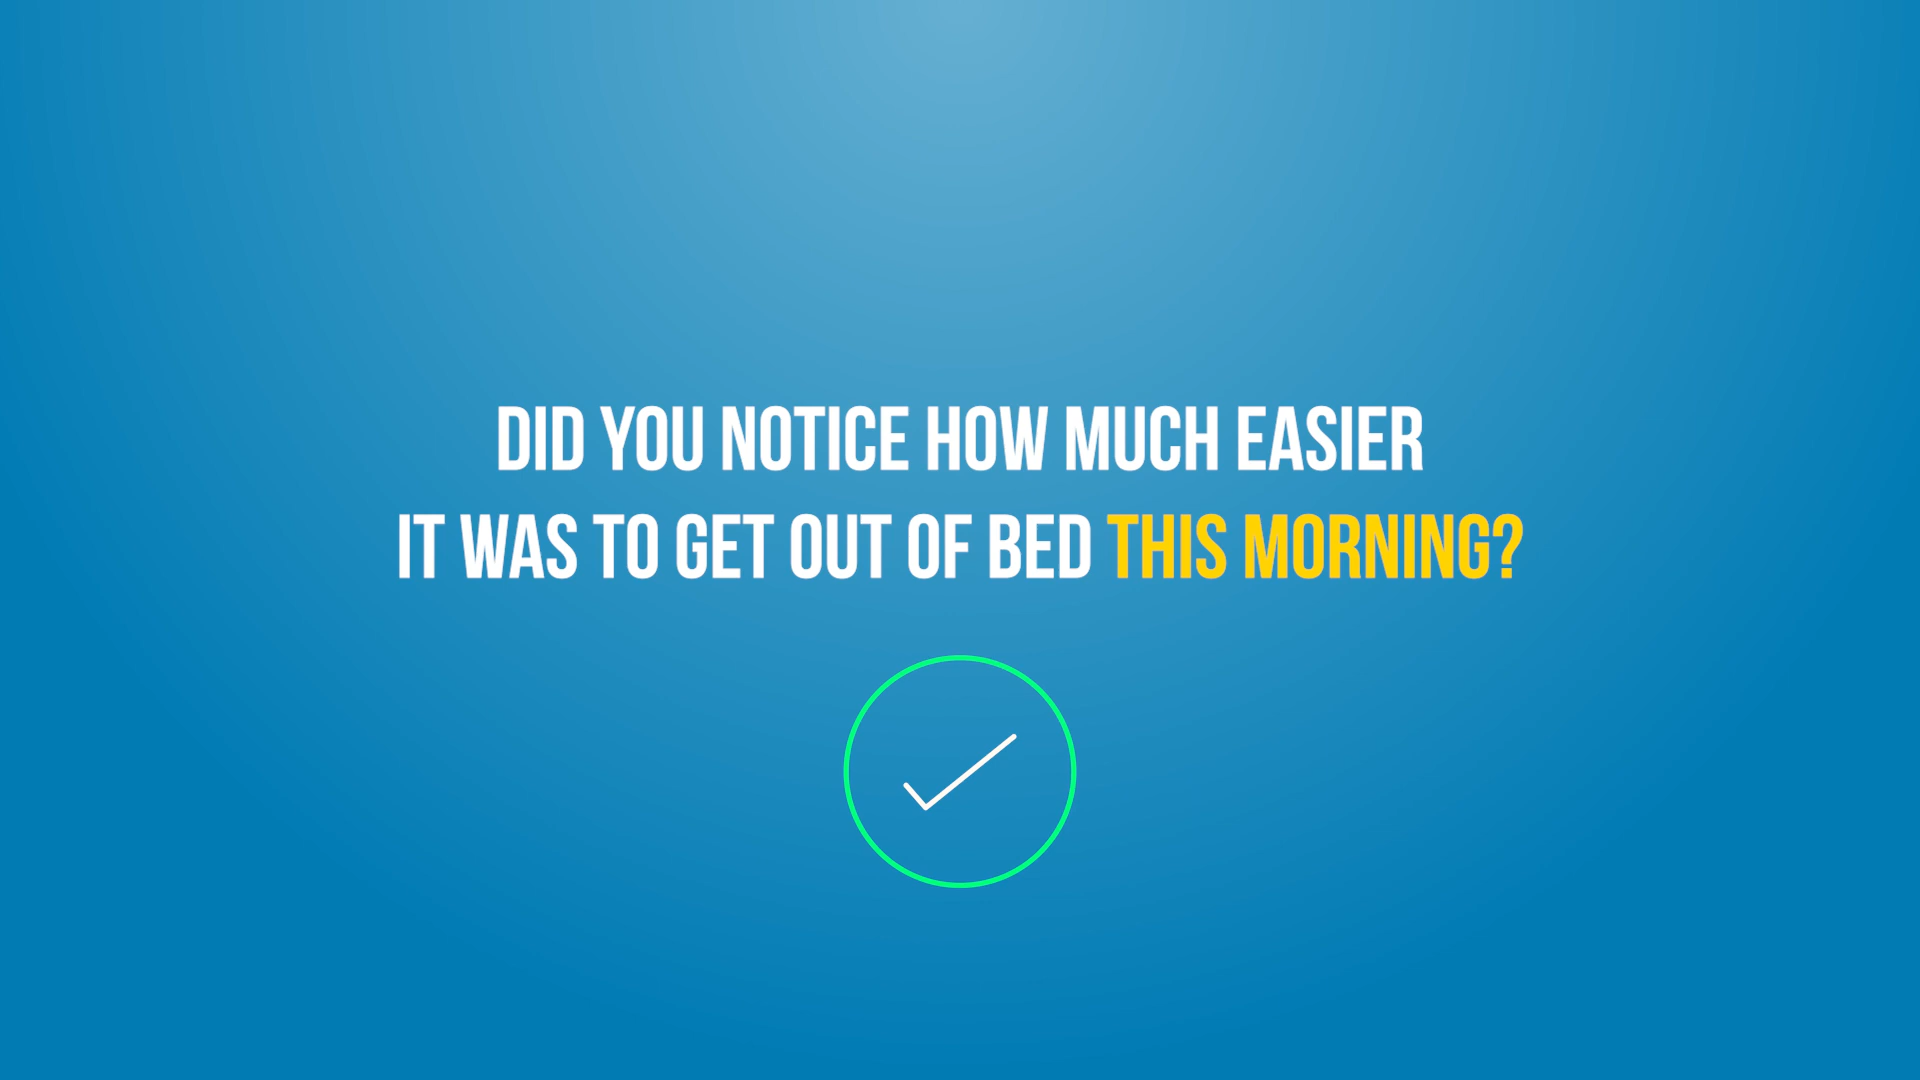 DID YOU NOTICE HOW MUCH EASIER
IT WAS TO GET OUT OF BED THIS MORNING?